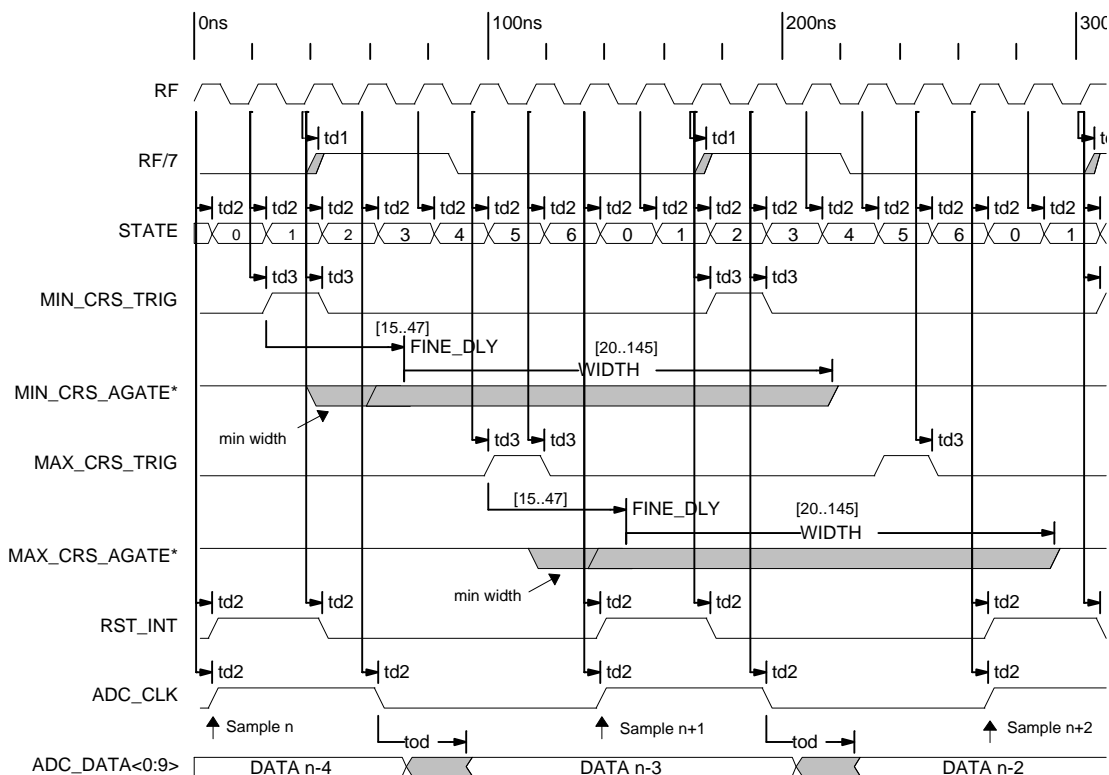 0ns 100ns 200ns 300
RF
td1 td1 t
RF/7
td2 td2 td2 td2 td2 td2 td2 td2 td2 td2 td2 td2 td2 td2 td2 td2
STATE 0 1 2 3 4 5 6 0 1 2 3 4 5 6 0 1
td3 td3 td3 td3
MIN_CRS_TRIG
[15..47] [20..145]
FINE_DLY WIDTH
MIN_CRS_AGATE*
min width
td3 td3 td3
MAX_CRS_TRIG
[15..47] FINE_DLY [20..145]
WIDTH
MAX_CRS_AGATE*
min width
td2 td2 td2 td2 td2
RST_INT
td2 td2 td2 td2 td2
ADC_CLK
Sample n Sample n+1 Sample n+2
tod tod
ADC_DATA<0:9> DATA n-4 DATA n-3 DATA n-2